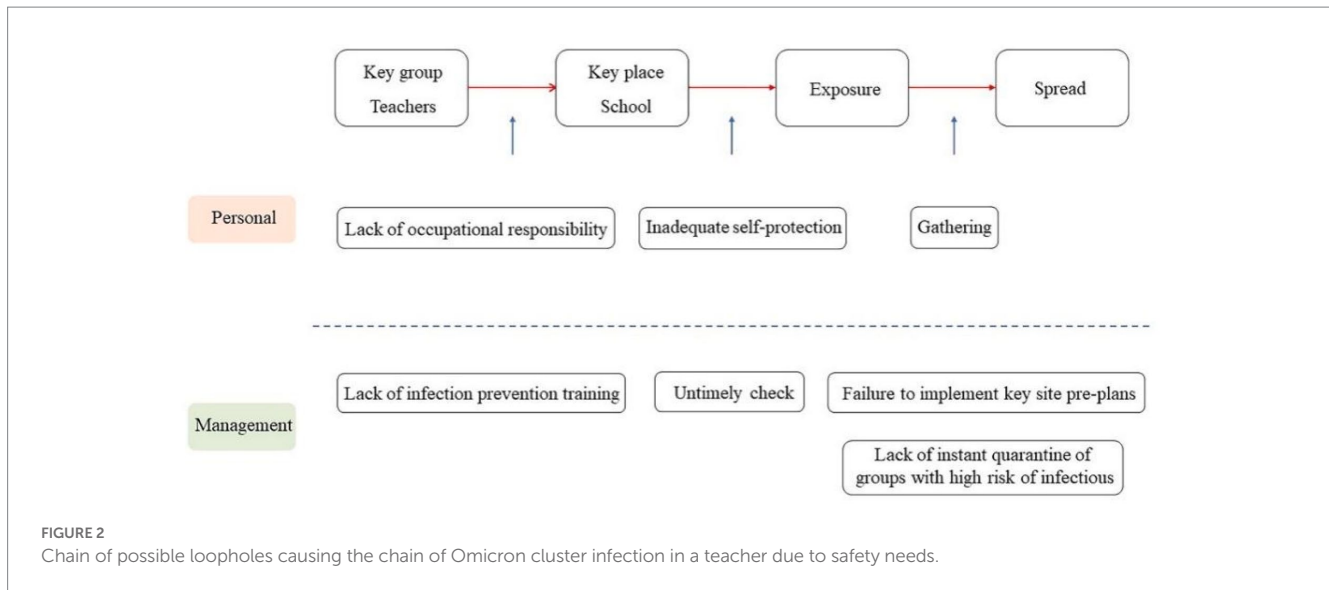 Key group
Teachers
Key place
School
Exposure
Spread
Personal
Lack of occupational responsibility
Inadequate self-protection
Gathering
Management
Lack of infection prevention training
Untimely check
Failure to implement key site pre-plans
Lack of instant quarantine of
groups with high risk of infectious
FIGURE 2
Chain of possible loopholes causing the chain of Omicron cluster infection in a teacher due to safety needs.